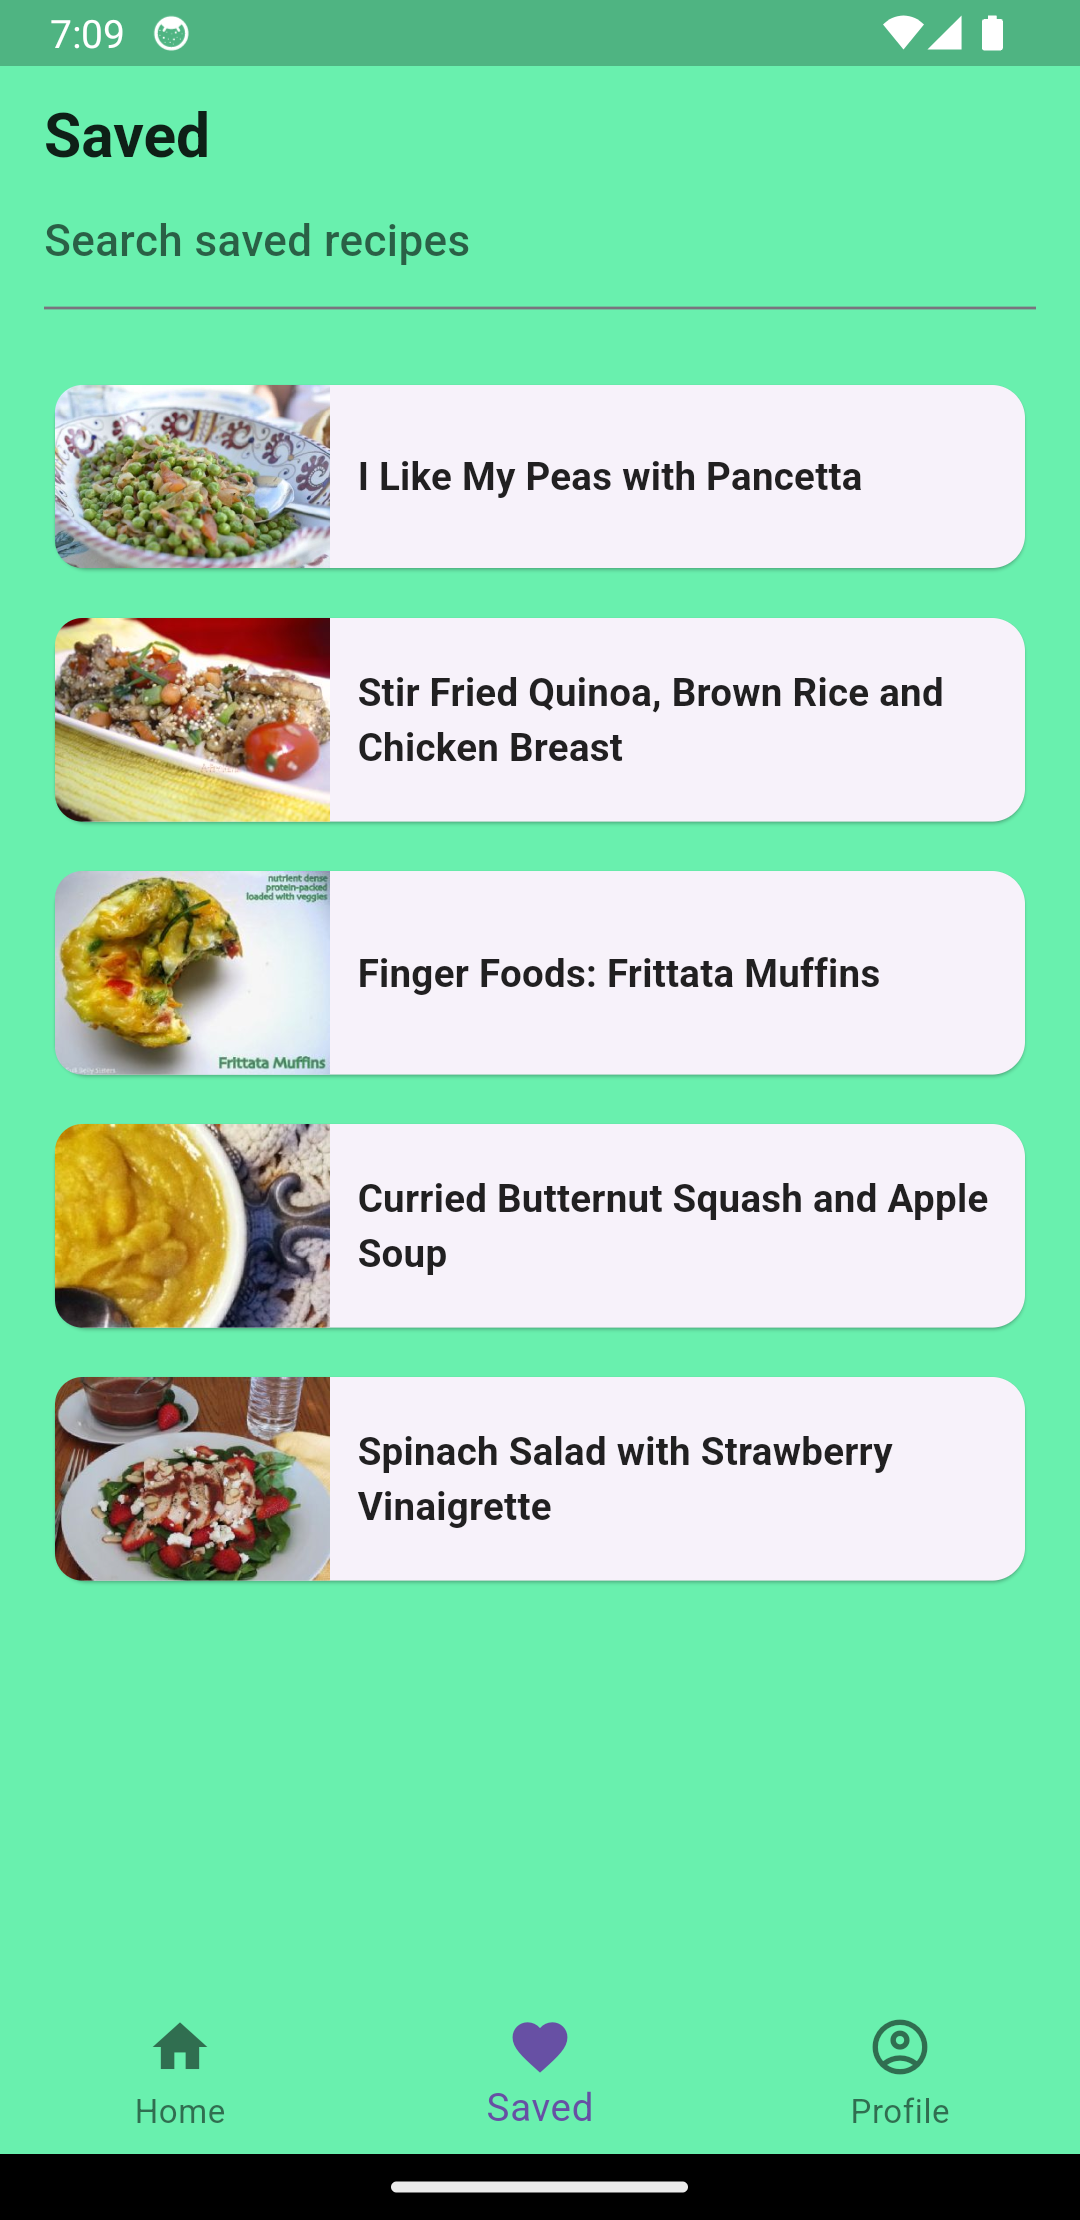 7:09
Saved
Search saved recipes
I Like My Peas with Pancetta
Stir Fried Quinoa, Brown Rice and
Chicken Breast
nutrient dense
protein-packed
loaded with veggies
Finger Foods: Frittata Muffins
Frittata Muffins
Curried Butternut Squash and Apple
Soup
Spinach Salad with Strawberry
Vinaigrette
Home
Saved
Profile